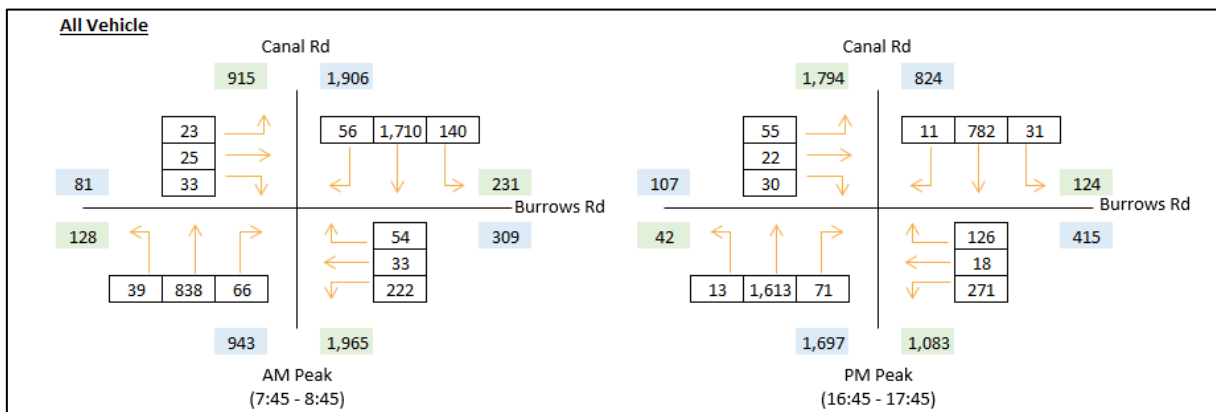 All Vehicle
Canal Rd
915 1,906
23
25
33
56 1,710 140
81
231
Burrows Rd
128
309
54
33
222
39 838 66
943 1,965
AM Peak
(7:45 - 8:45)
Canal Rd
1,794 824
55
22
30
11 782 31
107
124
Burrows Rd
42
415
126
18
271
13 1,613 71
1,697 1,083
PM Peak
(16:45 - 17:45)